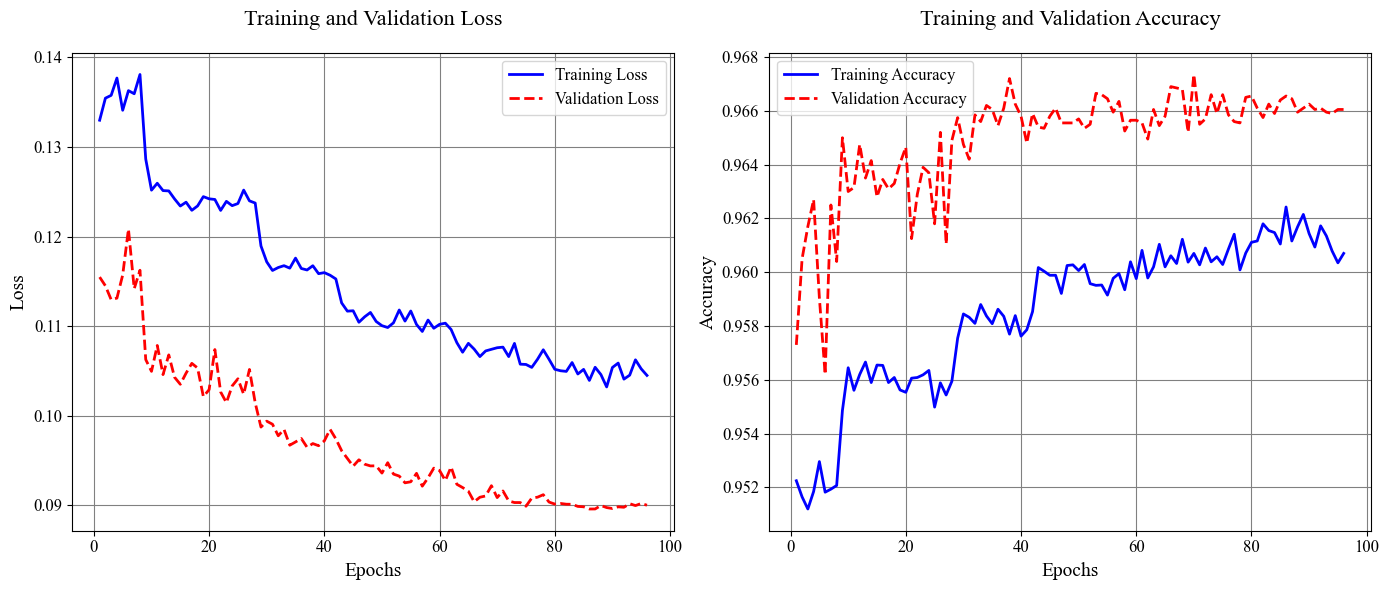 Training and Validation Loss
0.14
0.13
0.12
0.11
0.10
0.09
Loss
Training Loss
Validation Loss
0 20 40 60 80 100
Epochs
Training and Validation Accuracy
0.968
0.966
0.964
0.962
0.960
0.958
0.956
0.954
0.952
Accuracy
Training Accuracy
Validation Accuracy
0 20 40 60 80 100
Epochs